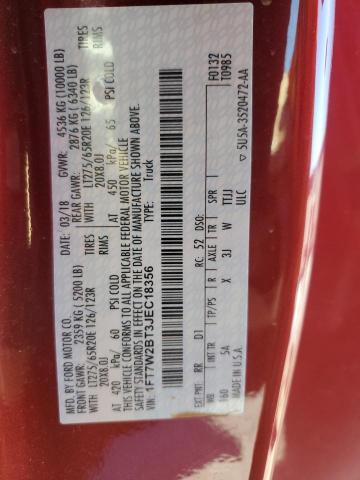 MFD. BY FORD MOTOR CO.
DATE: 03/18 GVWR: 4536 KG (10000 LB)
FRONT GAWR: 2359 KG (5200 LB) REAR GAWR: 2876 KG (6340 LB)
WITH LT275/65R20E 126/123R TIRES WITH LT275/65R20E 126/123R TIRES
20X8.0J RIMS 20X8.0J RIMS
AT 420 kPa/ 60 PSI COLD AT 450 kPa/ 65 PSI COLD
THIS VEHICLE CONFORMS TO ALL APPLICABLE FEDERAL MOTOR VEHICLE
SAFETY STANDARDS IN EFFECT ON THE DATE OF MANUFACTURE SHOWN ABOVE.
VIN: 1FT7W2BT3JEC18356 TYPE: Truck
F0132
T0985
EXT PNT: RR D1 RC: 52 DSO:
WB INT TR TP/PS R AXLE TR SPR
160 5A X 3J W T1JJ
MADE IN U.S.A. ULC
5U5A-3520472-AA